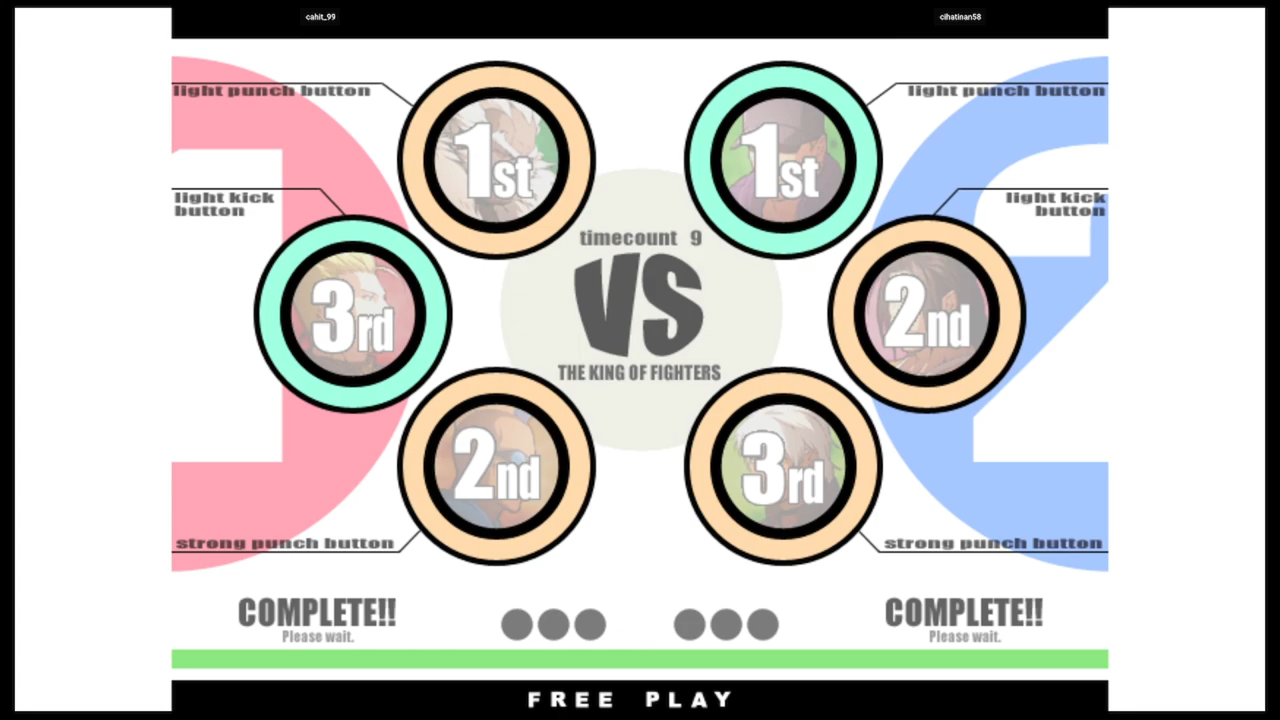 cahit_99
cihatinan58
light punch button
1st
1st
light punch button
light kick
button
light kick
button
timecount 9
VS
THE KING OF FIGHTERS
3rd
2nd
2nd
3rd
strong punch button
strong punch button
COMPLETE!!
Please wait.
COMPLETE!!
Please wait.
FREE PLAY